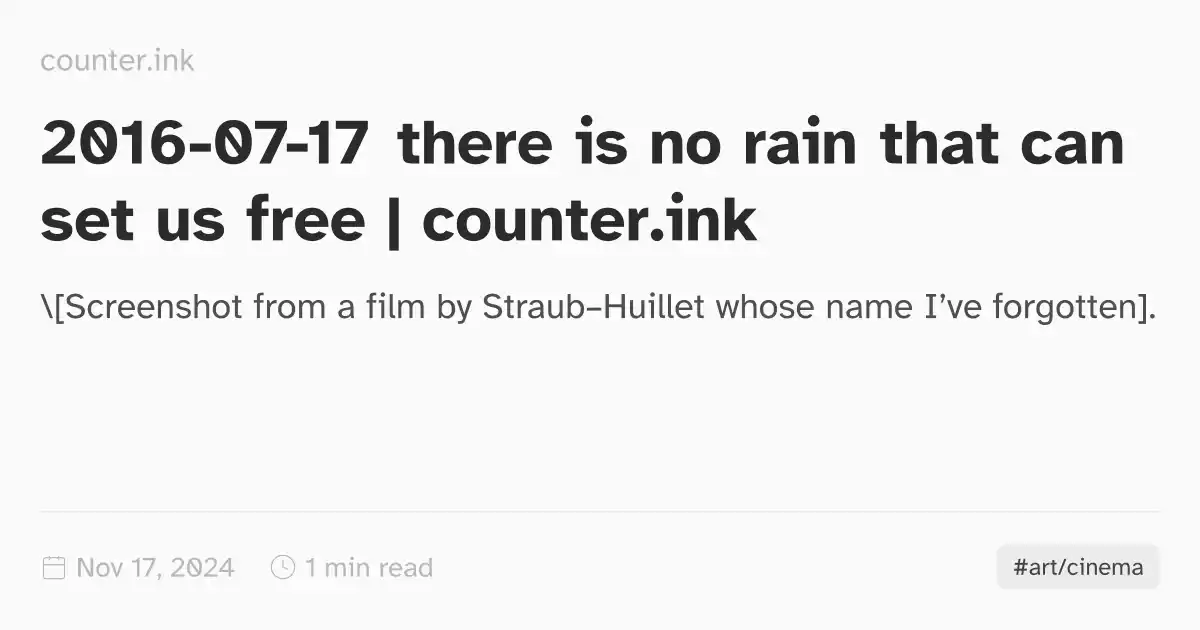 counter.ink
2016-07-17 there is no rain that can
set us free | counter.ink
\[Screenshot from a film by Straub–Huillet whose name I’ve forgotten].
Nov 17, 2024 1 min read
#art/cinema